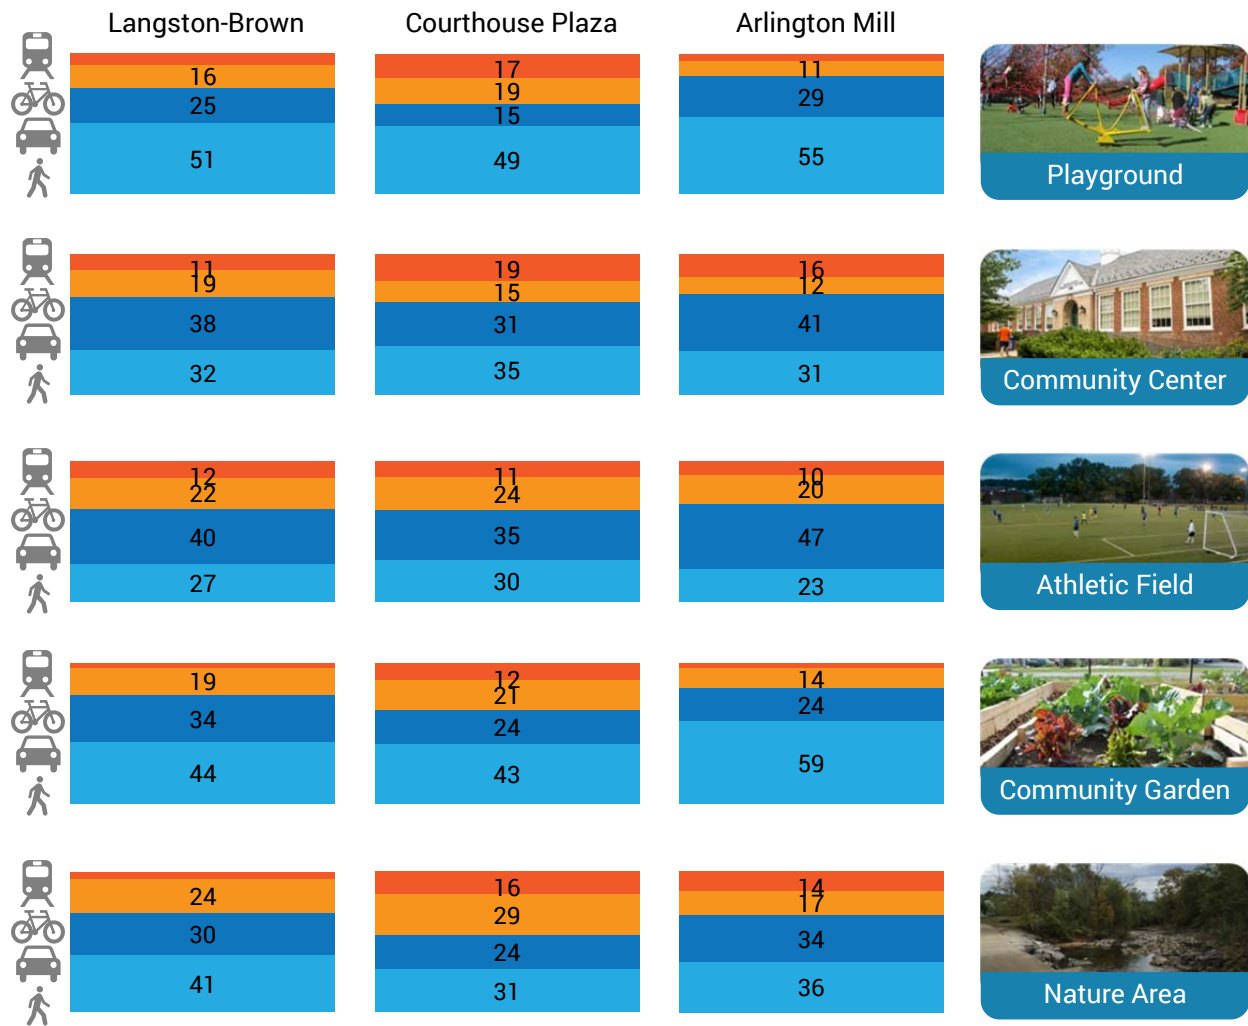 Langston-Brown Courthouse Plaza Arlington Mill
16 17 11
25 19 29
51 15 55
49
Playground
11 19 16
19 15 12
38 31 41
32 35 31
Community Center
12 11 10
22 24 20
40 35 47
27 30 23
Athletic Field
19 12 14
34 21 24
44 24 59
43
Community Garden
24 16 14
30 29 17
41 24 34
31 36
Nature Area